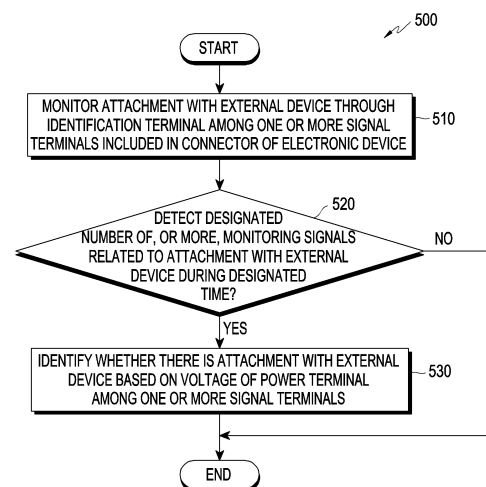 500
START
MONITOR ATTACHMENT WITH EXTERNAL DEVICE THROUGH
IDENTIFICATION TERMINAL AMONG ONE OR MORE SIGNAL
TERMINALS INCLUDED IN CONNECTOR OF ELECTRONIC DEVICE
510
520
DETECT DESIGNATED
NUMBER OF, OR MORE, MONITORING SIGNALS
RELATED TO ATTACHMENT WITH EXTERNAL
DEVICE DURING DESIGNATED
TIME?
NO
YES
IDENTIFY WHETHER THERE IS ATTACHMENT WITH EXTERNAL
DEVICE BASED ON VOLTAGE OF POWER TERMINAL
AMONG ONE OR MORE SIGNAL TERMINALS
530
END